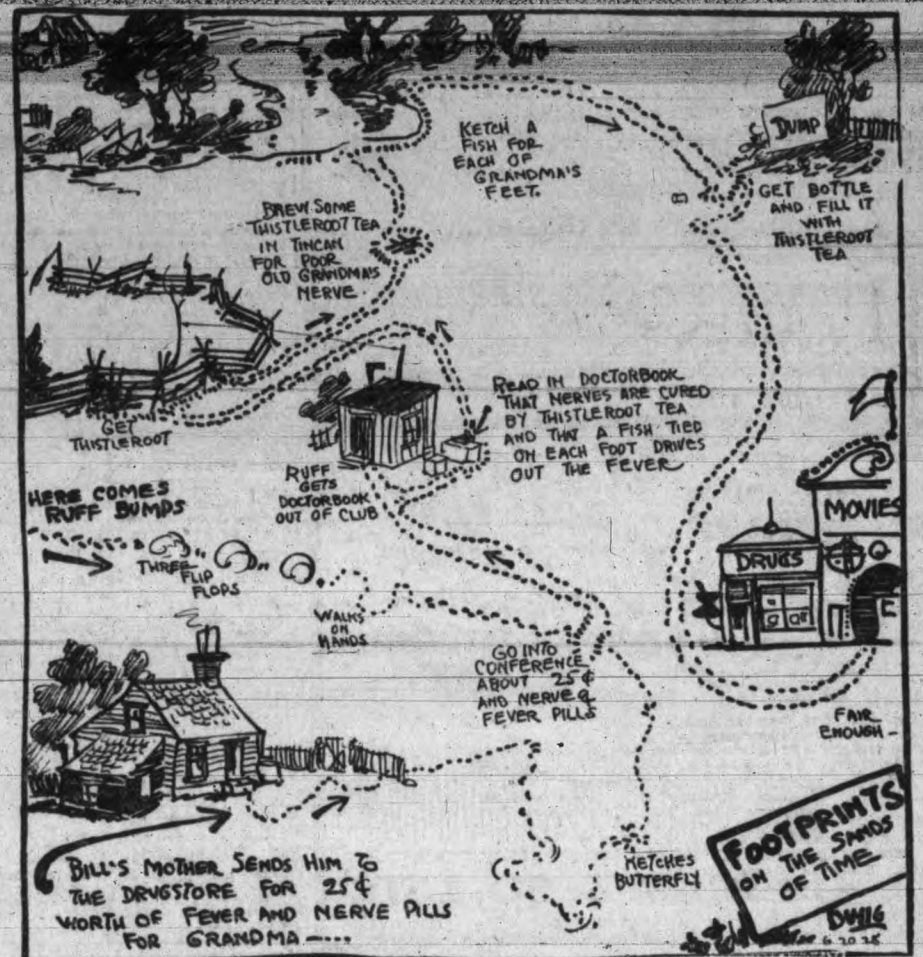 BILL'S MOTHER SENDS HIM TO
THE DRUGSTORE FOR 25¢
WORTH OF FEVER AND NERVE PILLS
FOR GRANDMA ----
KETCHES
BUTTERFLY
HERE COMES
RUFF BUMPS
THREE
FLIP
FLOPS
WALKS
ON
HANDS
GO INTO
CONFERENCE
ABOUT 25¢
AND NERVE &
FEVER PILLS
RUFF
GETS
DOCTORBOOK
OUT OF CLUB
READ IN DOCTORBOOK
THAT NERVES ARE CURED
BY THISTLEROOT TEA
AND THAT A FISH TIED
ON EACH FOOT DRIVES
OUT THE FEVER
GET
THISTLEROOT
BREW SOME
THISTLEROOT TEA
IN TINCAN
FOR POOR
OLD GRANDMA'S
NERVE
KETCH A
FISH FOR
EACH OF
GRANDMA'S
FEET.
DUMP
GET BOTTLE
AND FILL IT
WITH
THISTLEROOT
TEA
DRUGS
MOVIES
FAIR
ENOUGH -
FOOTPRINTS
ON THE SANDS
OF TIME
DWIG